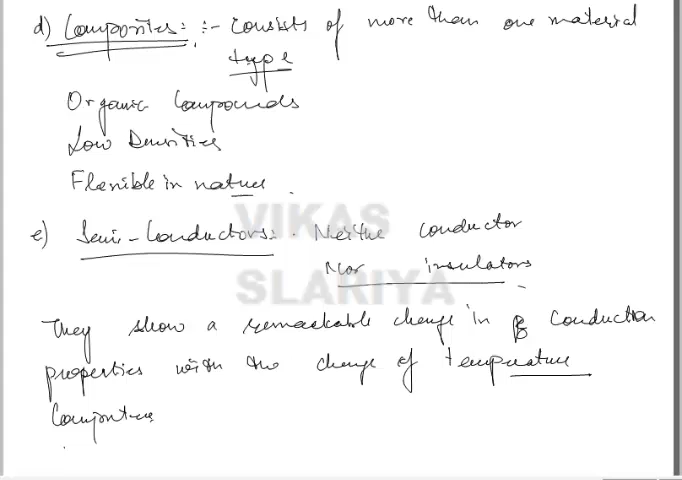 d) Composites: :- Consists of more than one material
type
Organic Compounds
Low Densities
Flexible in nature.
VIKAS
e) Semi-Conductors: . Neither conductor
Nor insulators
SLARIYA
They show a remarkable change in conduction
properties with the change of temperature